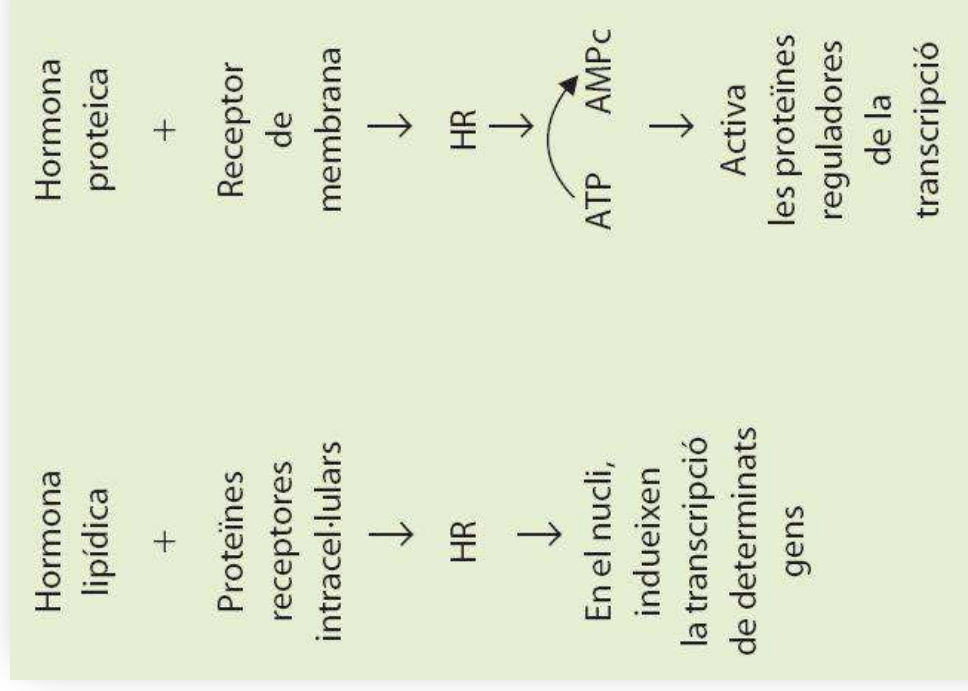 Hormona
lipídica
+
Proteïnes
receptores
intracel·lulars
↓
HR
↓
En el nucli,
indueixen
la transcripció
de determinats
gens
Hormona
proteica
+
Receptor
de
membrana
↓
HR
↓
ATP AMPc
↓
Activa
les proteïnes
reguladores
de la
transcripció